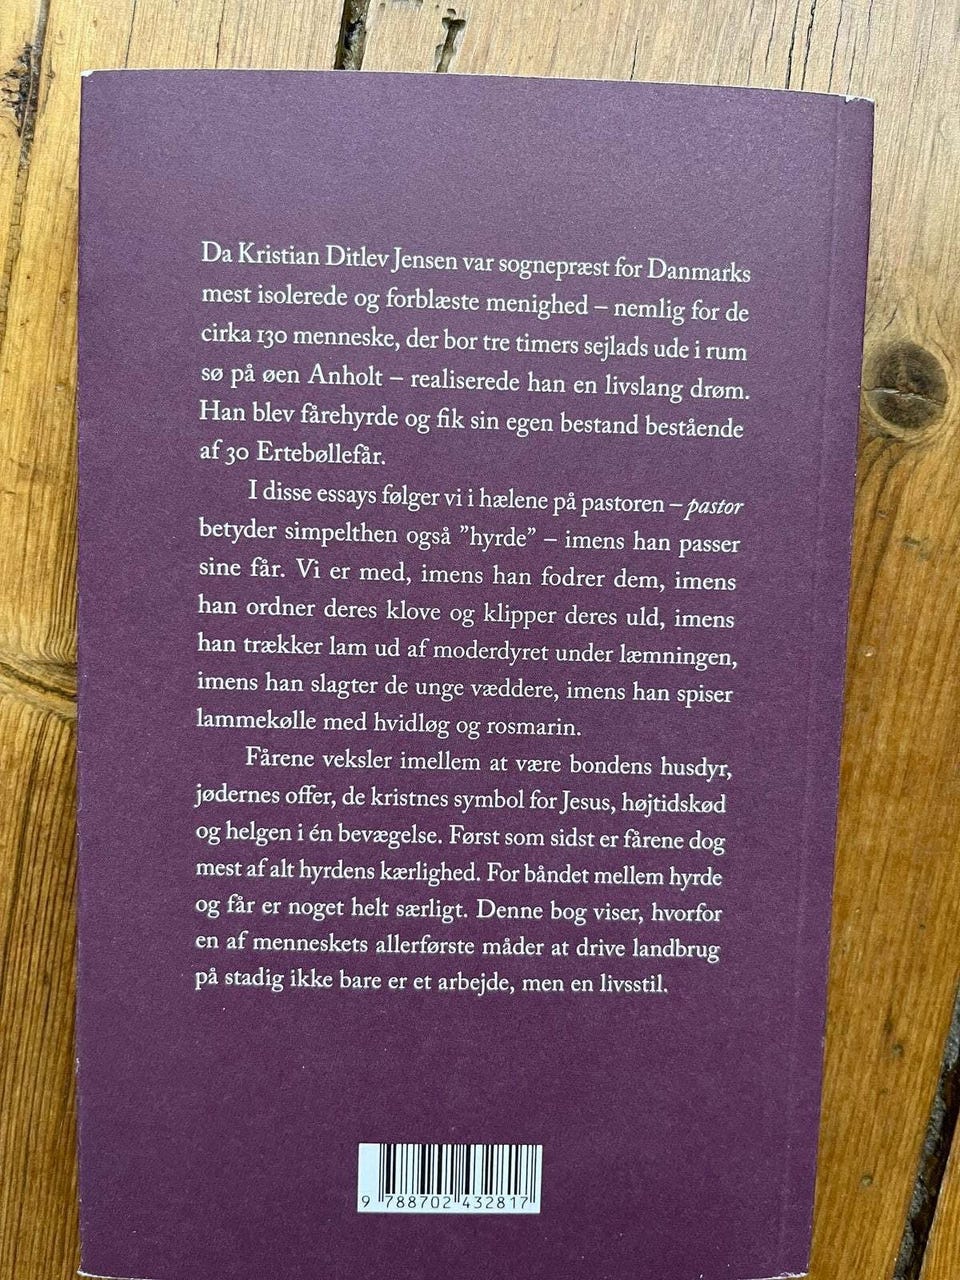 Da Kristian Ditlev Jensen var sognepræst for Danmarks
mest isolerede og forblæste menighed – nemlig for de
cirka 130 menneske, der bor tre timers sejlads ude i rum
sø på øen Anholt – realiserede han en livslang drøm.
Han blev fårehyrde og fik sin egen bestand bestående
af 30 Ertebøllefår.
I disse essays følger vi i hælene på pastoren – pastor
betyder simpelthen også ”hyrde” – imens han passer
sine får. Vi er med, imens han fodrer dem, imens
han ordner deres klove og klipper deres uld, imens
han trækker lam ud af moderdyret under læmningen,
imens han slagter de unge væddere, imens han spiser
lammekølle med hvidløg og rosmarin.
Fårene veksler imellem at være bondens husdyr,
jødernes offer, de kristnes symbol for Jesus, højtidskød
og helgen i én bevægelse. Først som sidst er fårene dog
mest af alt hyrdens kærlighed. For båndet mellem hyrde
og får er noget helt særligt. Denne bog viser, hvorfor
en af menneskets allerførste måder at drive landbrug
på stadig ikke bare er et arbejde, men en livsstil.
9 788702 432817